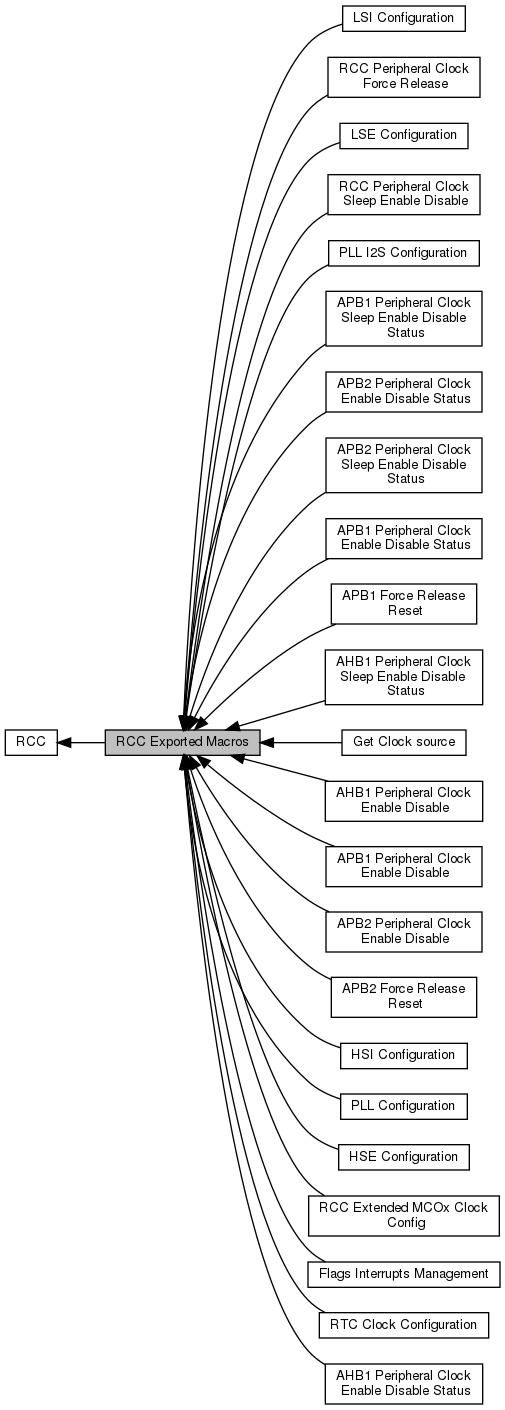 LSI Configuration
RCC Peripheral Clock
Force Release
LSE Configuration
RCC Peripheral Clock
Sleep Enable Disable
PLL I2S Configuration
APB1 Peripheral Clock
Sleep Enable Disable
Status
APB2 Peripheral Clock
Enable Disable Status
APB2 Peripheral Clock
Sleep Enable Disable
Status
APB1 Peripheral Clock
Enable Disable Status
APB1 Force Release
Reset
AHB1 Peripheral Clock
Sleep Enable Disable
Status
RCC
RCC Exported Macros
Get Clock source
AHB1 Peripheral Clock
Enable Disable
APB1 Peripheral Clock
Enable Disable
APB2 Peripheral Clock
Enable Disable
APB2 Force Release
Reset
HSI Configuration
PLL Configuration
HSE Configuration
RCC Extended MCOx Clock
Config
Flags Interrupts Management
RTC Clock Configuration
AHB1 Peripheral Clock
Enable Disable Status